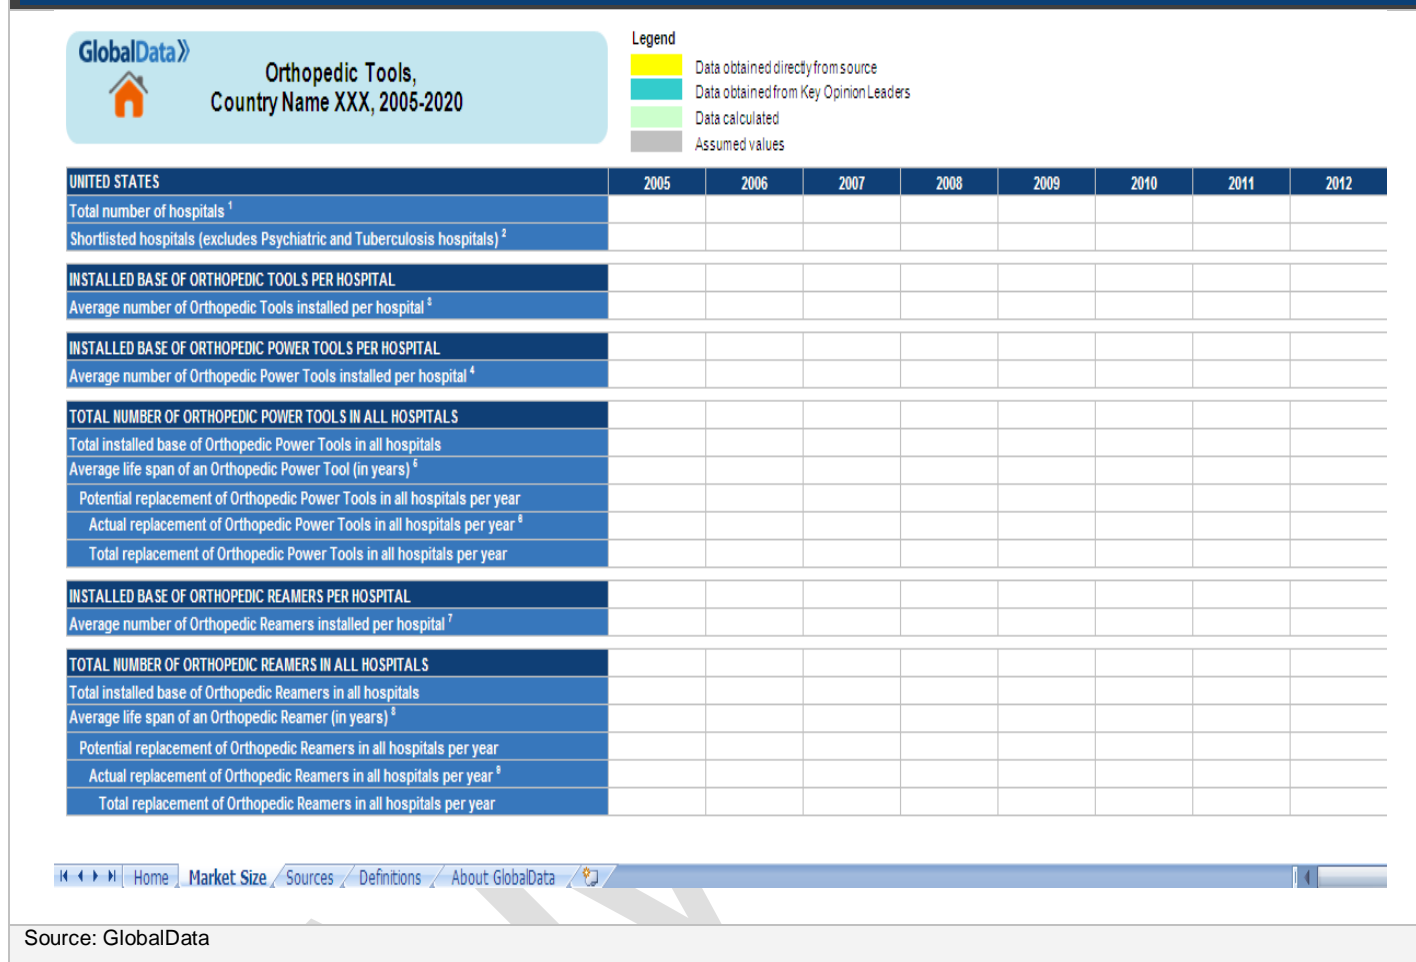 GlobalData
Orthopedic Tools,
Country Name XXX, 2005-2020
Legend
Data obtained directly from source
Data obtained from Key Opinion Leaders
Data calculated
Assumed values
UNITED STATES 2005 2006 2007 2008 2009 2010 2011 2012
Total number of hospitals 1
Shortlisted hospitals (excludes Psychiatric and Tuberculosis hospitals) 2
INSTALLED BASE OF ORTHOPEDIC TOOLS PER HOSPITAL
Average number of Orthopedic Tools installed per hospital 3
INSTALLED BASE OF ORTHOPEDIC POWER TOOLS PER HOSPITAL
Average number of Orthopedic Power Tools installed per hospital 4
TOTAL NUMBER OF ORTHOPEDIC POWER TOOLS IN ALL HOSPITALS
Total installed base of Orthopedic Power Tools in all hospitals
Average life span of an Orthopedic Power Tool (in years) 5
Potential replacement of Orthopedic Power Tools in all hospitals per year
Actual replacement of Orthopedic Power Tools in all hospitals per year 6
Total replacement of Orthopedic Power Tools in all hospitals per year
INSTALLED BASE OF ORTHOPEDIC REAMERS PER HOSPITAL
Average number of Orthopedic Reamers installed per hospital 7
TOTAL NUMBER OF ORTHOPEDIC REAMERS IN ALL HOSPITALS
Total installed base of Orthopedic Reamers in all hospitals
Average life span of an Orthopedic Reamer (in years) 8
Potential replacement of Orthopedic Reamers in all hospitals per year
Actual replacement of Orthopedic Reamers in all hospitals per year 9
Total replacement of Orthopedic Reamers in all hospitals per year
Home Market Size Sources Definitions About GlobalData
Source: GlobalData